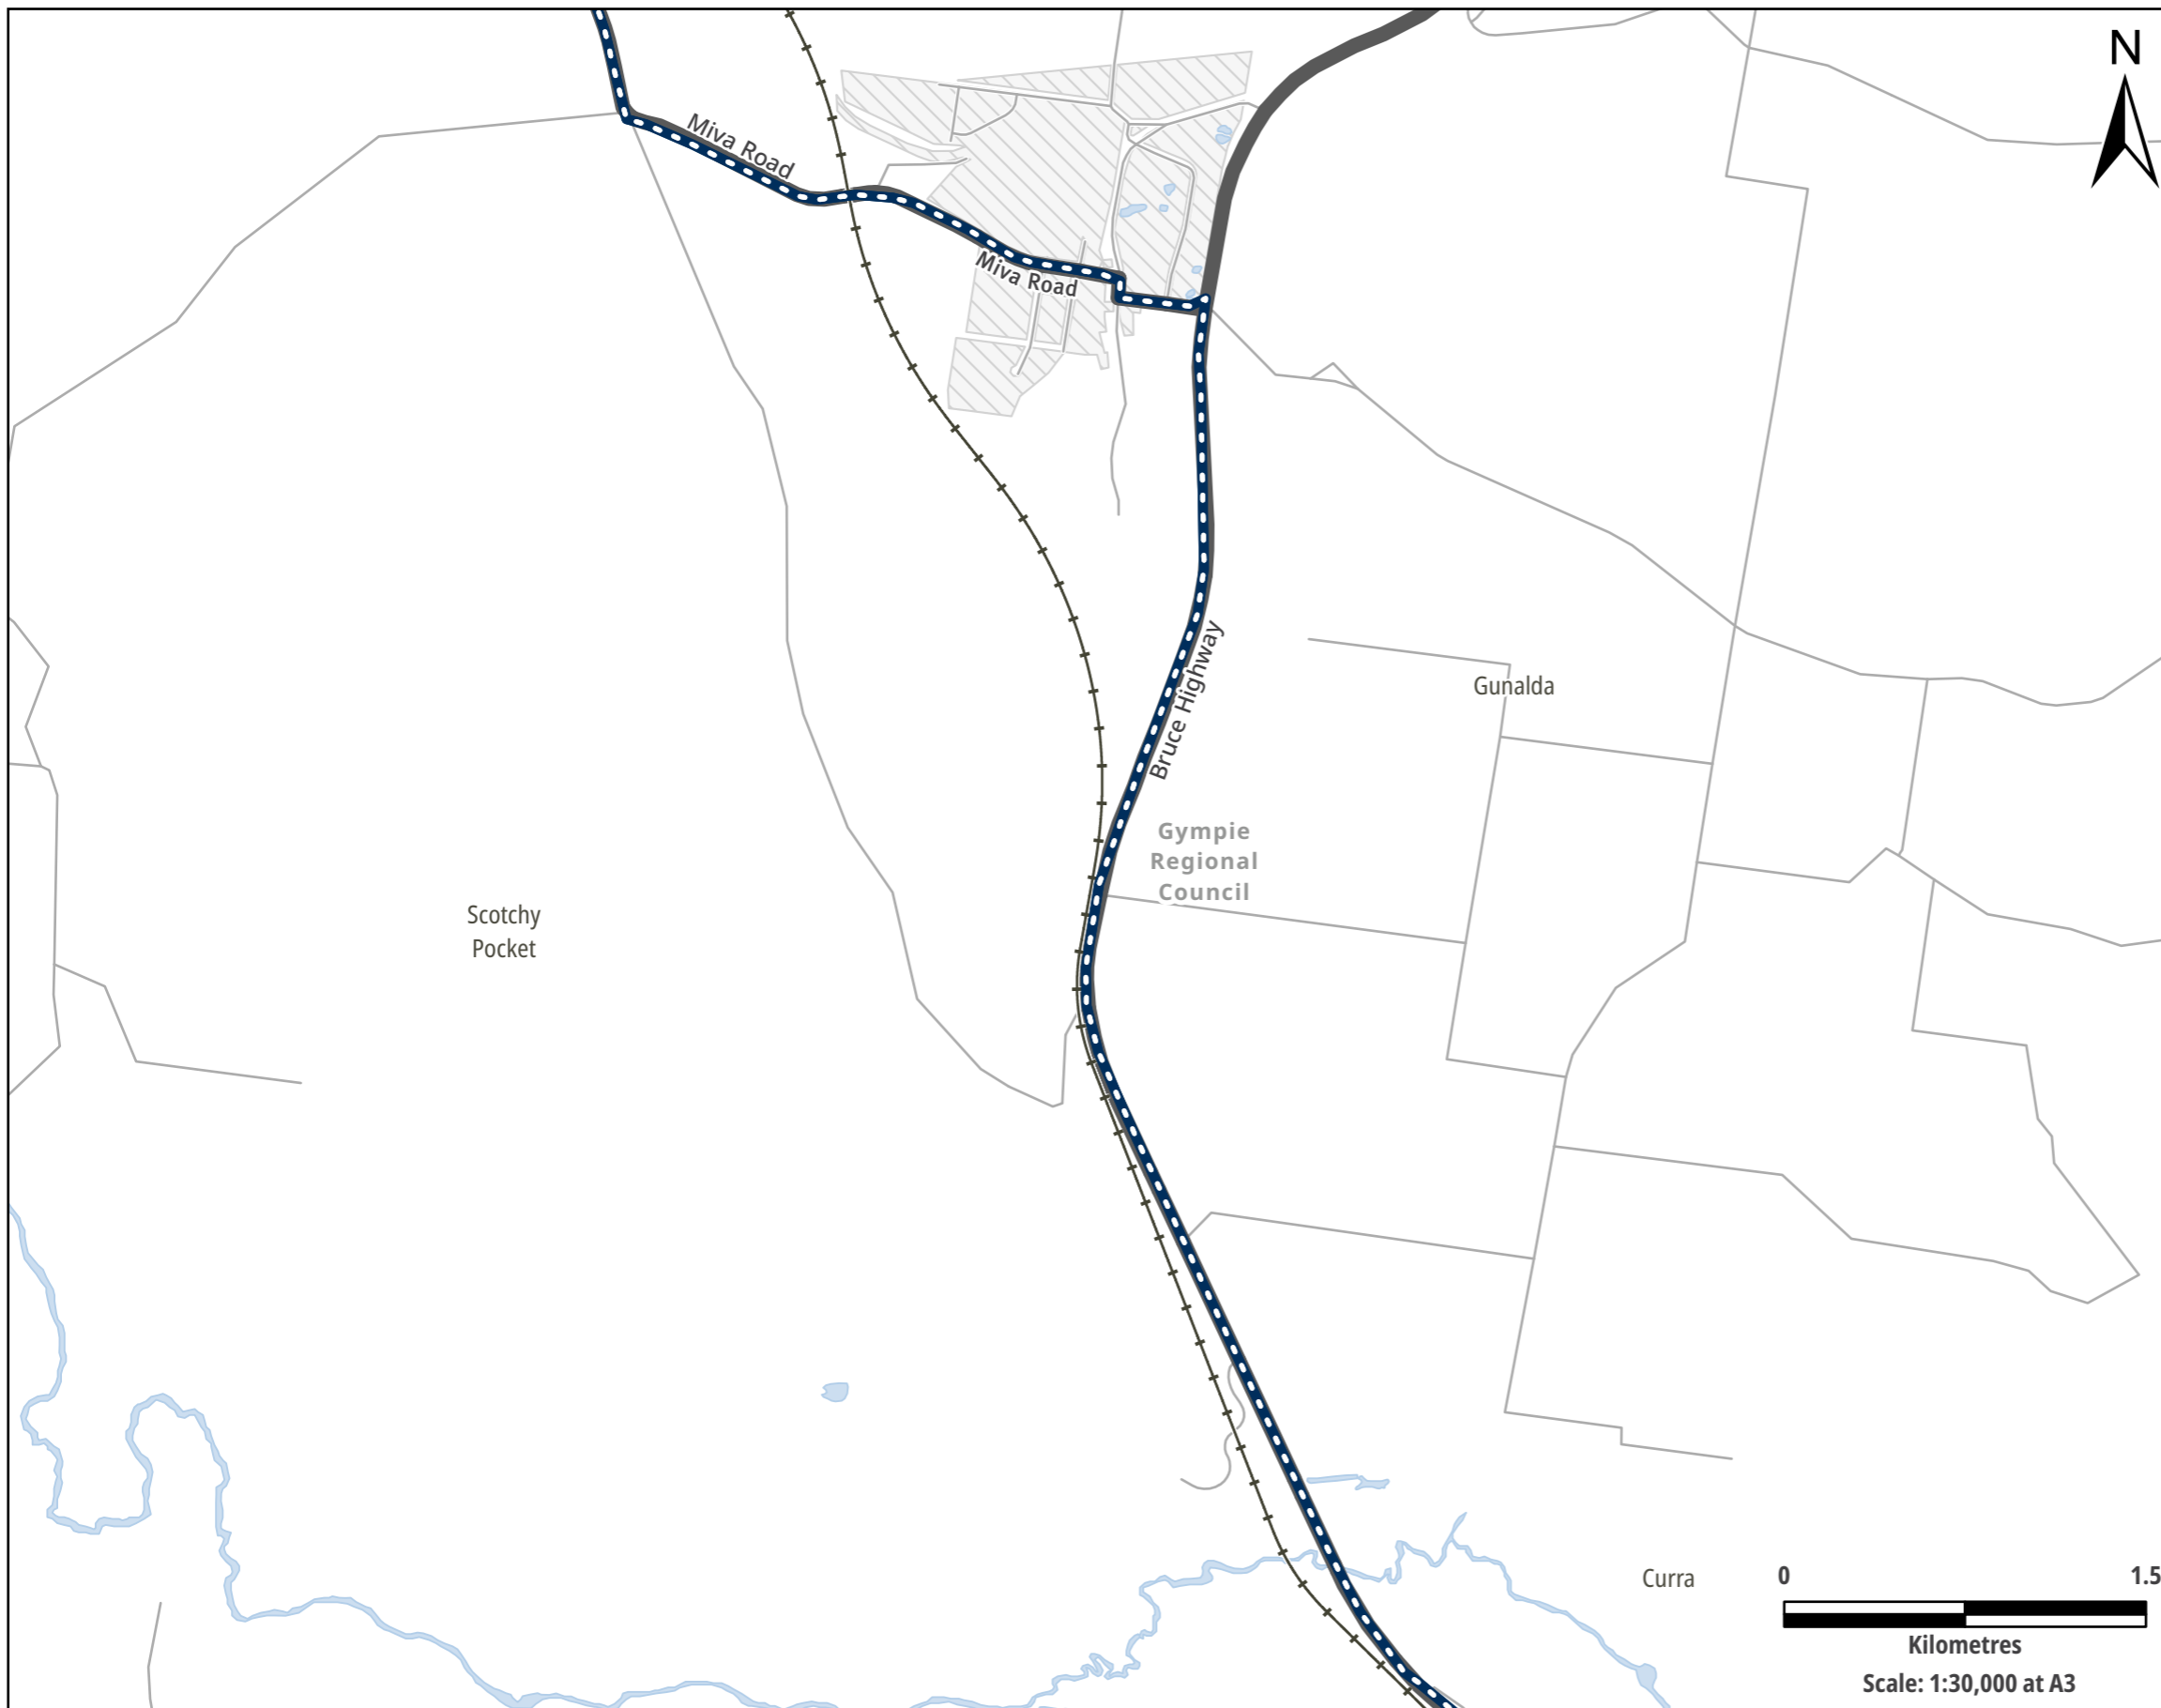 N
Miva Road
Miva Road
Bruce Highway
Gunalda
Gympie
Regional
Council
Scotchy
Pocket
Curra
0 1.5
Kilometres
Scale: 1:30,000 at A3